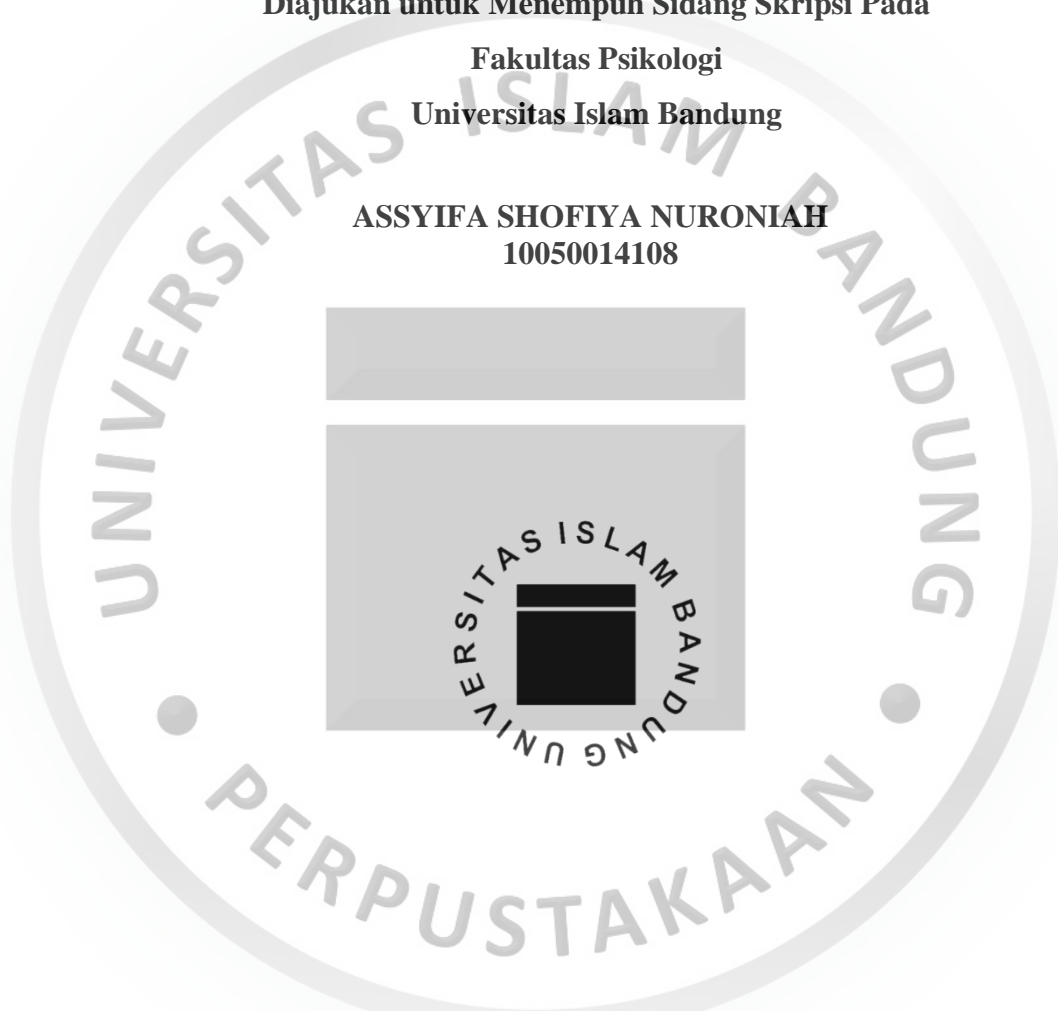 Diajukan untuk Menempuh Sidang Skripsi Pada
Fakultas Psikologi
Universitas Islam Bandung
ASSYIFA SHOFIYA NURONIAH
10050014108
UNIVERSITAS ISLAM BANDUNG
PERPUSTAKAAN
UNIVERSITAS ISLAM BANDUNG